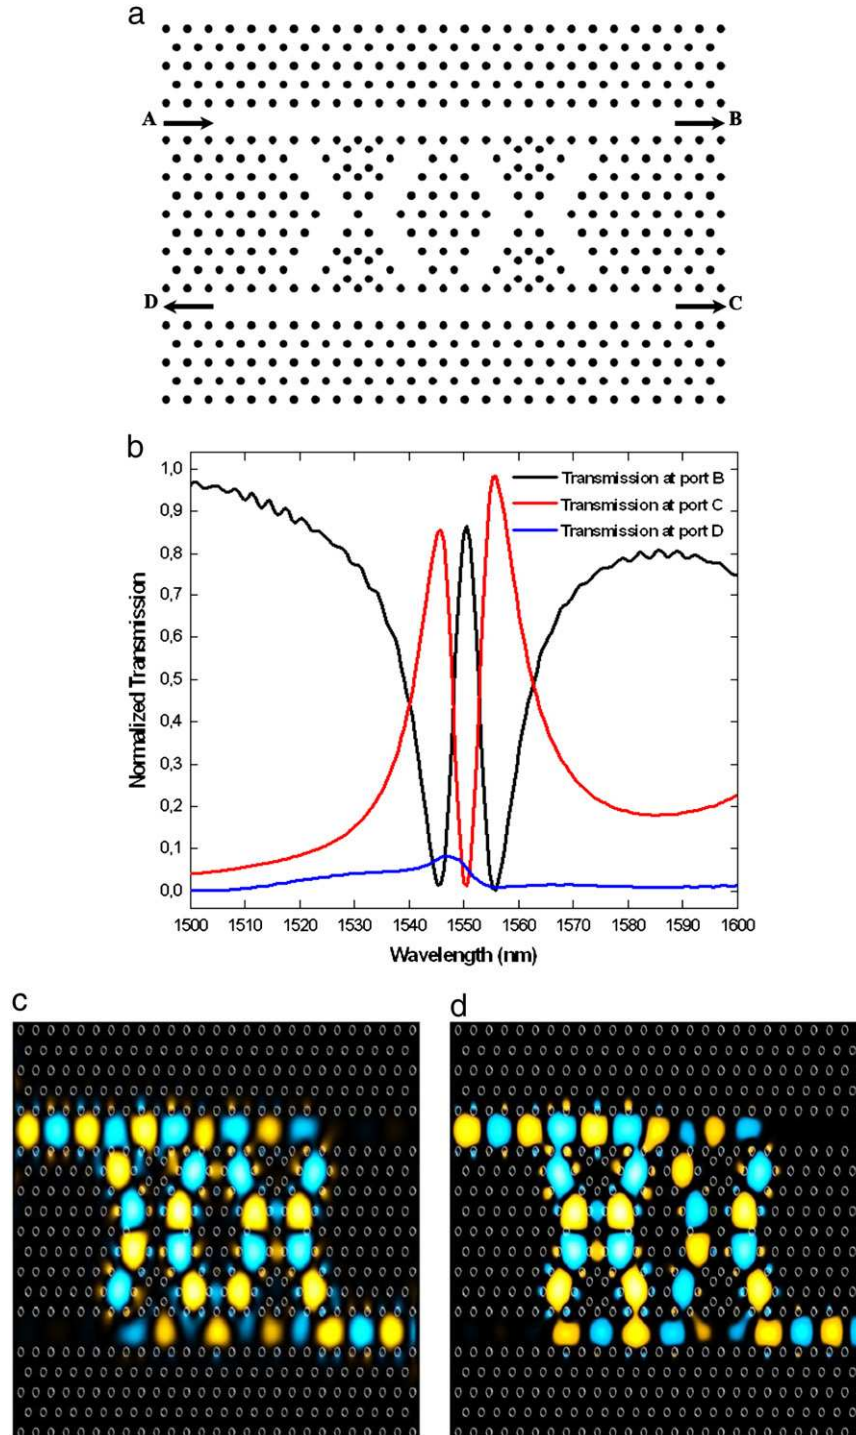 a
A
B
D
C
b
1,0
0,9
0,8
0,7
0,6
0,5
0,4
0,3
0,2
0,1
0,0
Normalized Transmission
Transmission at port B
Transmission at port C
Transmission at port D
1500 1510 1520 1530 1540 1550 1560 1570 1580 1590 1600
Wavelength (nm)
c
d